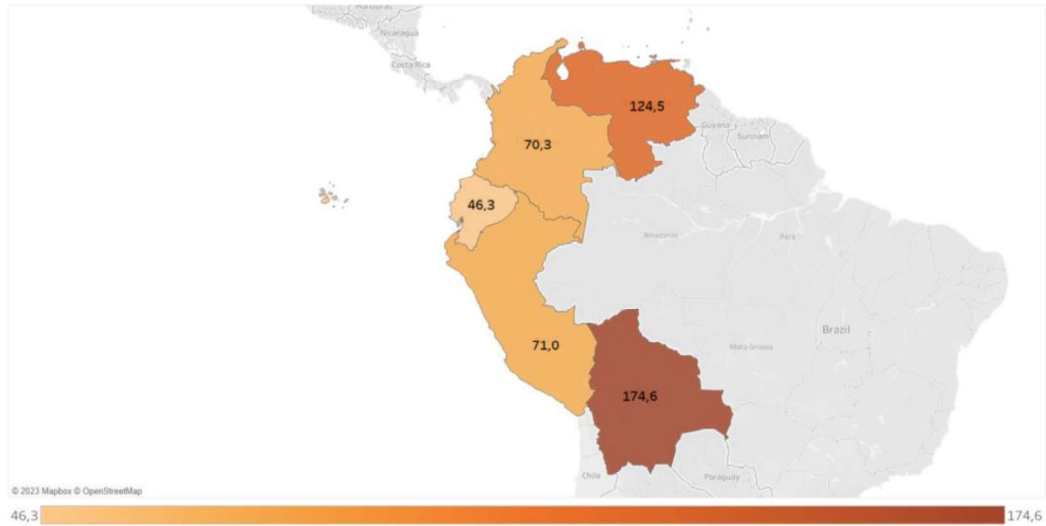 Honduras
Nicaragua
Costa Rica
124,5
Guyana
Surinam
70,3
46,3
Amazonas
Para
Brazil
71,0
Mato Grosso
174,6
Chile
Paraguay
© 2023 Mapbox © OpenStreetMap
46,3 174,6